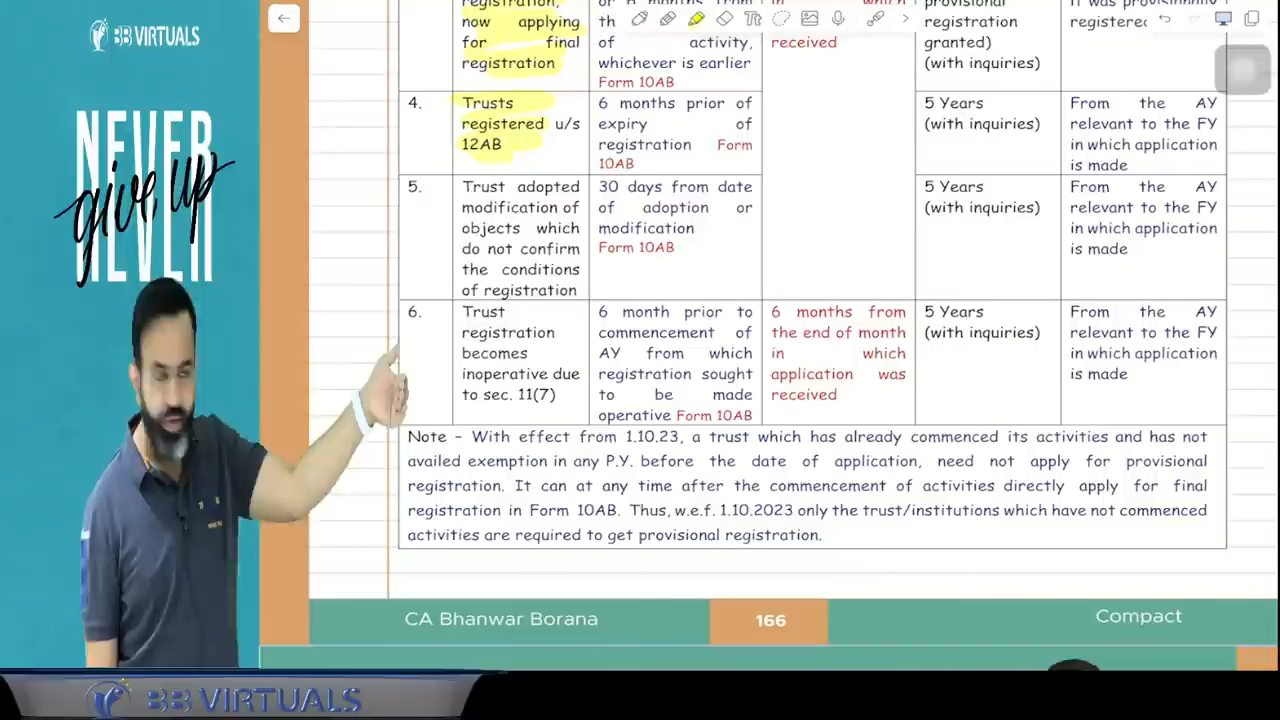 BB VIRTUALS
NEVER
give up
NEVER
registration,
now applying
for final
registration
of activity,
whichever is earlier
Form 10AB
received
provisional
registration
granted)
(with inquiries)
4.
Trusts
registered u/s
12AB
6 months prior of
expiry of
registration Form
10AB
5 Years
(with inquiries)
From the AY
relevant to the FY
in which application
is made
5.
Trust adopted
modification of
objects which
do not confirm
the conditions
of registration
30 days from date
of adoption or
modification
Form 10AB
5 Years
(with inquiries)
From the AY
relevant to the FY
in which application
is made
6.
Trust
registration
becomes
inoperative due
to sec. 11(7)
6 month prior to
commencement of
AY from which
registration sought
to be made
operative Form 10AB
6 months from
the end of month
in which
application was
received
5 Years
(with inquiries)
From the AY
relevant to the FY
in which application
is made
Note - With effect from 1.10.23, a trust which has already commenced its activities and has not
availed exemption in any P.Y. before the date of application, need not apply for provisional
registration. It can at any time after the commencement of activities directly apply for final
registration in Form 10AB. Thus, w.e.f. 1.10.2023 only the trust/institutions which have not commenced
activities are required to get provisional registration.
CA Bhanwar Borana
166
Compact
BB VIRTUALS